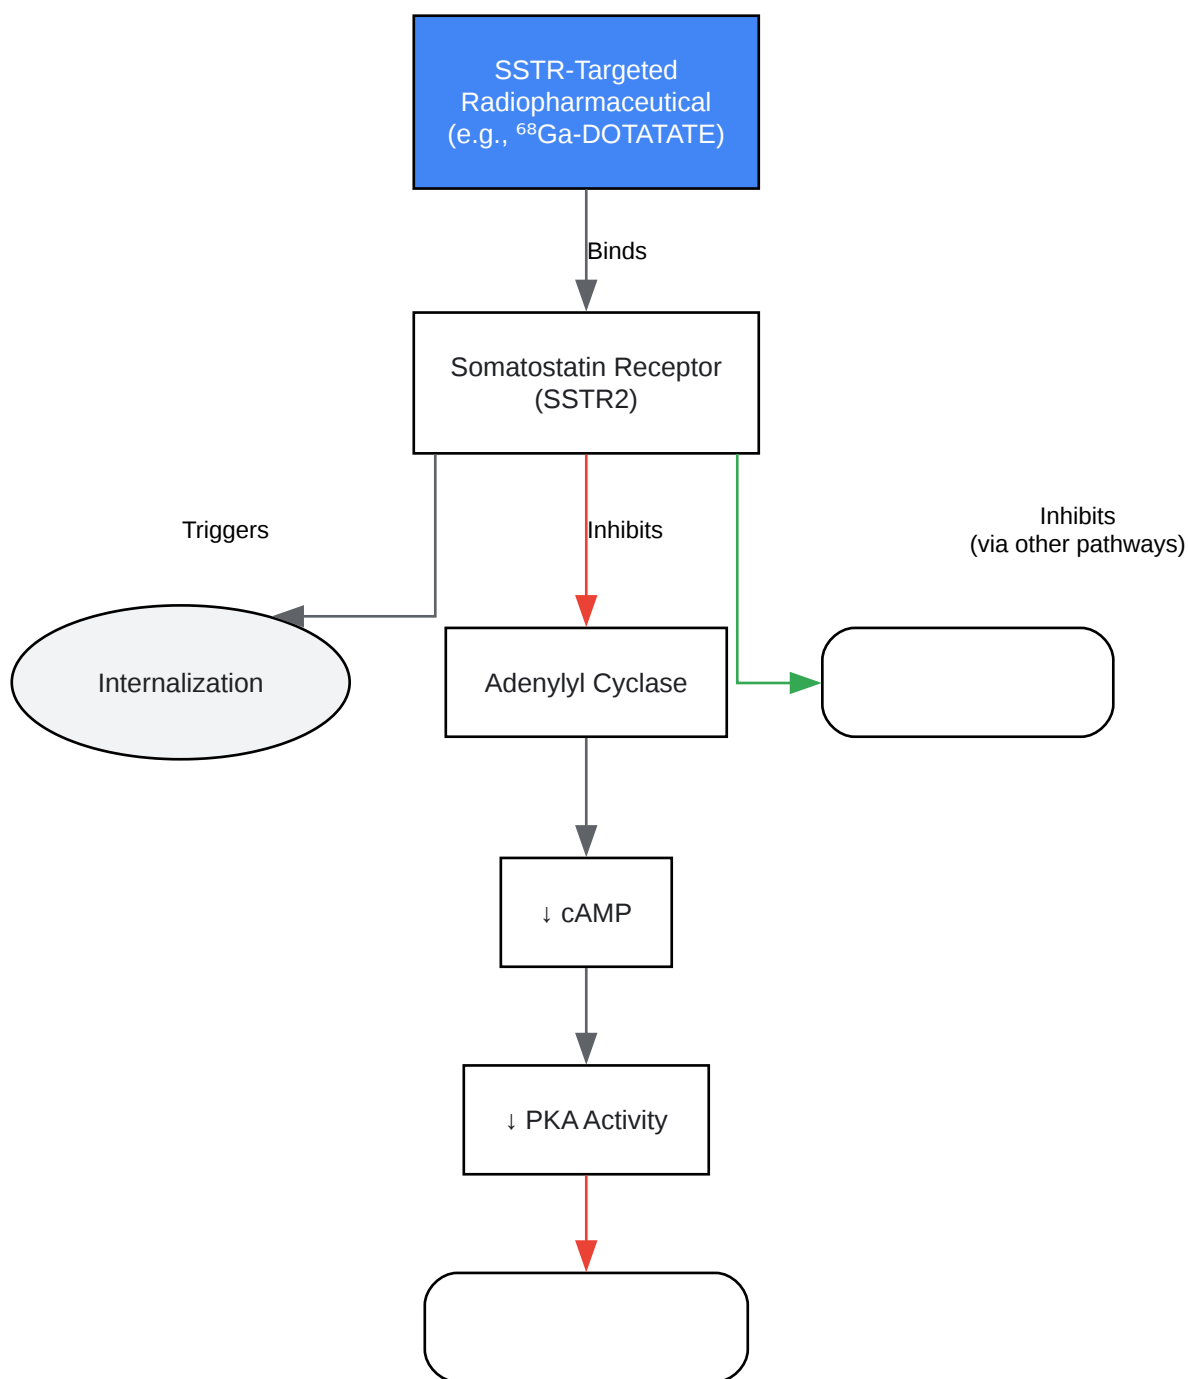 SSTR-Targeted
Radiopharmaceutical
(e.g., ⁶⁸Ga-DOTATATE)
Binds
Somatostatin Receptor
(SSTR2)
Triggers
Inhibits
Inhibits
(via other pathways)
Internalization
Adenylyl Cyclase
↓ cAMP
↓ PKA Activity